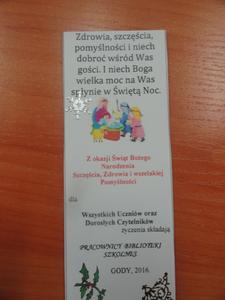 Zdrowia, szczęścia,
pomyślności i niech
dobroć wśród Was
gości. I niech Boga
wielka moc na Was
spłynie w Świętą Noc.
Z okazji Świąt Bożego
Narodzenia
Szczęścia, Zdrowia i wszelakiej
Pomyślności
dla
Wszystkich Uczniów oraz
Dorosłych Czytelników
życzenia składają
PRACOWNICY BIBLIOTEKI
SZKOLNEJ
GODY, 2016.